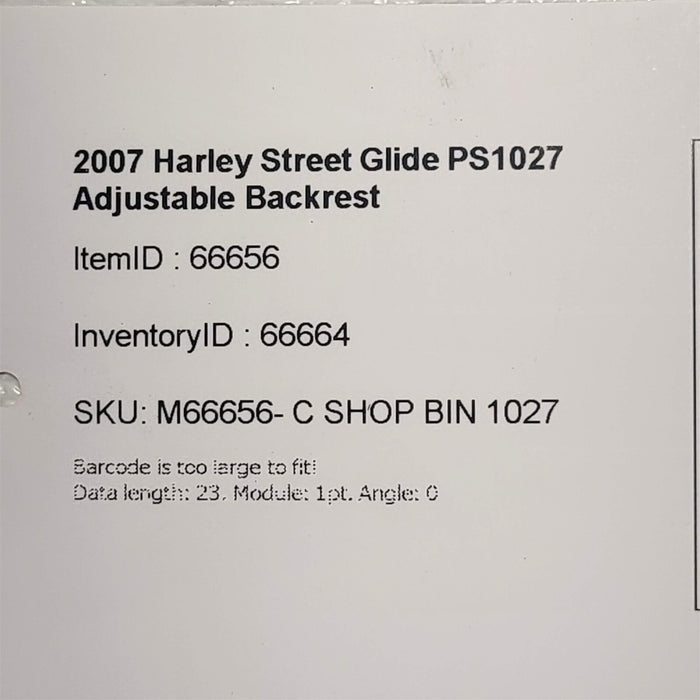 2007 Harley Street Glide PS1027
Adjustable Backrest
ItemID : 66656
InventoryID : 66664
SKU: M66656- C SHOP BIN 1027
Barcode is too large to fit!
Data length: 23, Module: 1pt. Angle: 0